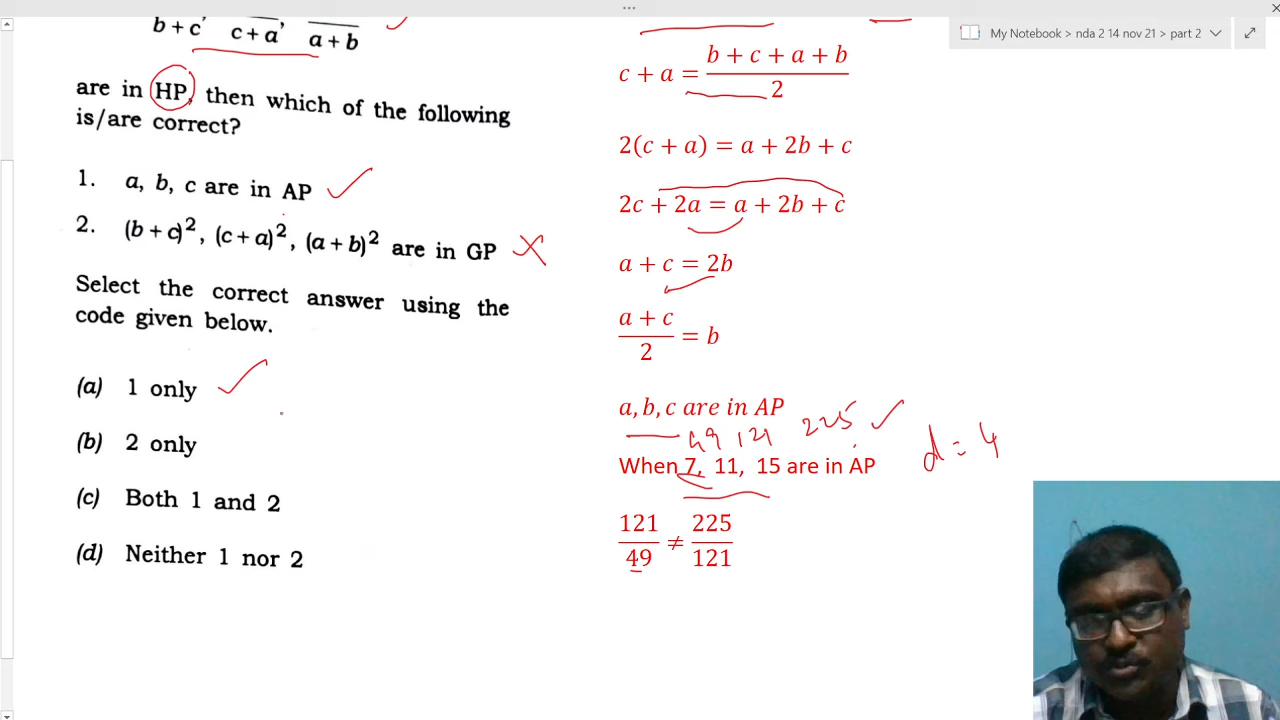 b + c, c + a, a + b
are in HP, then which of the following
is/are correct?
1. a, b, c are in AP
2. (b + c)², (c + a)², (a + b)² are in GP
Select the correct answer using the
code given below.
(a) 1 only
(b) 2 only
(c) Both 1 and 2
(d) Neither 1 nor 2
c + a = (b + c + a + b)/2
2(c + a) = a + 2b + c
2c + 2a = a + 2b + c
a + c = 2b
(a + c)/2 = b
a, b, c are in AP
49 121 225
When 7, 11, 15 are in AP
d = 4
121/49 ≠ 225/121
My Notebook > nda 2 14 nov 21 > part 2